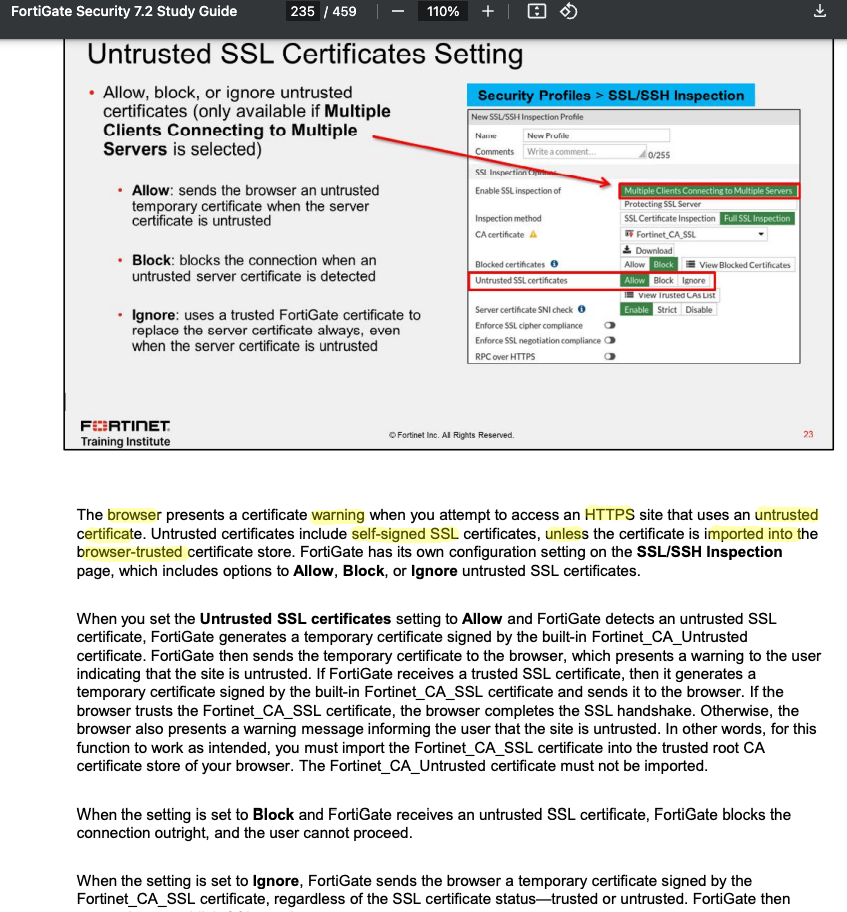 FortiGate Security 7.2 Study Guide
235 / 459
110%
Untrusted SSL Certificates Setting
• Allow, block, or ignore untrusted
certificates (only available if Multiple
Clients Connecting to Multiple
Servers is selected)
• Allow: sends the browser an untrusted
temporary certificate when the server
certificate is untrusted
• Block: blocks the connection when an
untrusted server certificate is detected
• Ignore: uses a trusted FortiGate certificate to
replace the server certificate always, even
when the server certificate is untrusted
Security Profiles > SSL/SSH Inspection
New SSL/SSH Inspection Profile
Name New Profile
Comments Write a comment... 0/255
SSL Inspection Options
Enable SSL inspection of Multiple Clients Connecting to Multiple Servers
Protecting SSL Server
Inspection method SSL Certificate Inspection Full SSL Inspection
CA certificate Fortinet_CA_SSL
Download
Blocked certificates Allow Block View Blocked Certificates
Untrusted SSL certificates Allow Block Ignore
View Trusted CAs List
Server certificate SNI check Enable Strict Disable
Enforce SSL cipher compliance
Enforce SSL negotiation compliance
RPC over HTTPS
FORTINET
Training Institute
© Fortinet Inc. All Rights Reserved.
23
The browser presents a certificate warning when you attempt to access an HTTPS site that uses an untrusted
certificate. Untrusted certificates include self-signed SSL certificates, unless the certificate is imported into the
browser-trusted certificate store. FortiGate has its own configuration setting on the SSL/SSH Inspection
page, which includes options to Allow, Block, or Ignore untrusted SSL certificates.
When you set the Untrusted SSL certificates setting to Allow and FortiGate detects an untrusted SSL
certificate, FortiGate generates a temporary certificate signed by the built-in Fortinet_CA_Untrusted
certificate. FortiGate then sends the temporary certificate to the browser, which presents a warning to the user
indicating that the site is untrusted. If FortiGate receives a trusted SSL certificate, then it generates a
temporary certificate signed by the built-in Fortinet_CA_SSL certificate and sends it to the browser. If the
browser trusts the Fortinet_CA_SSL certificate, the browser completes the SSL handshake. Otherwise, the
browser also presents a warning message informing the user that the site is untrusted. In other words, for this
function to work as intended, you must import the Fortinet_CA_SSL certificate into the trusted root CA
certificate store of your browser. The Fortinet_CA_Untrusted certificate must not be imported.
When the setting is set to Block and FortiGate receives an untrusted SSL certificate, FortiGate blocks the
connection outright, and the user cannot proceed.
When the setting is set to Ignore, FortiGate sends the browser a temporary certificate signed by the
Fortinet_CA_SSL certificate, regardless of the SSL certificate status—trusted or untrusted. FortiGate then